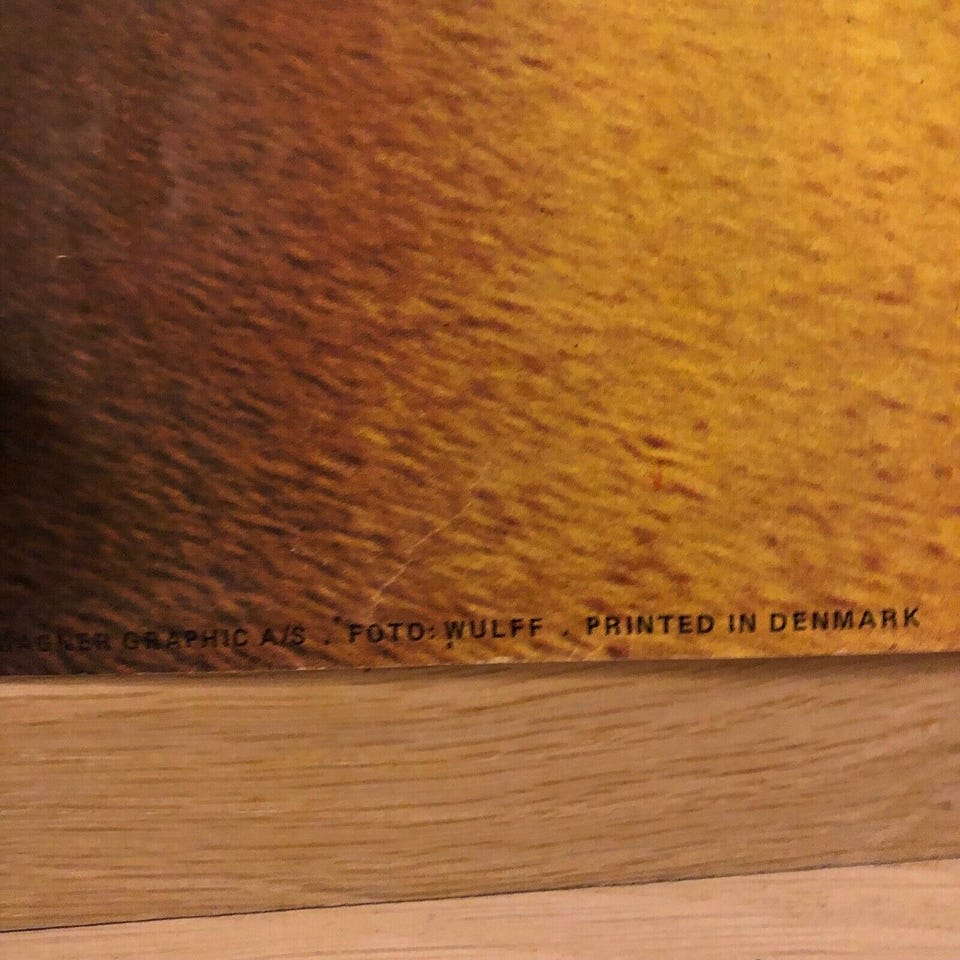 GRAPHIC A/S . FOTO: WULFF . PRINTED IN DENMARK